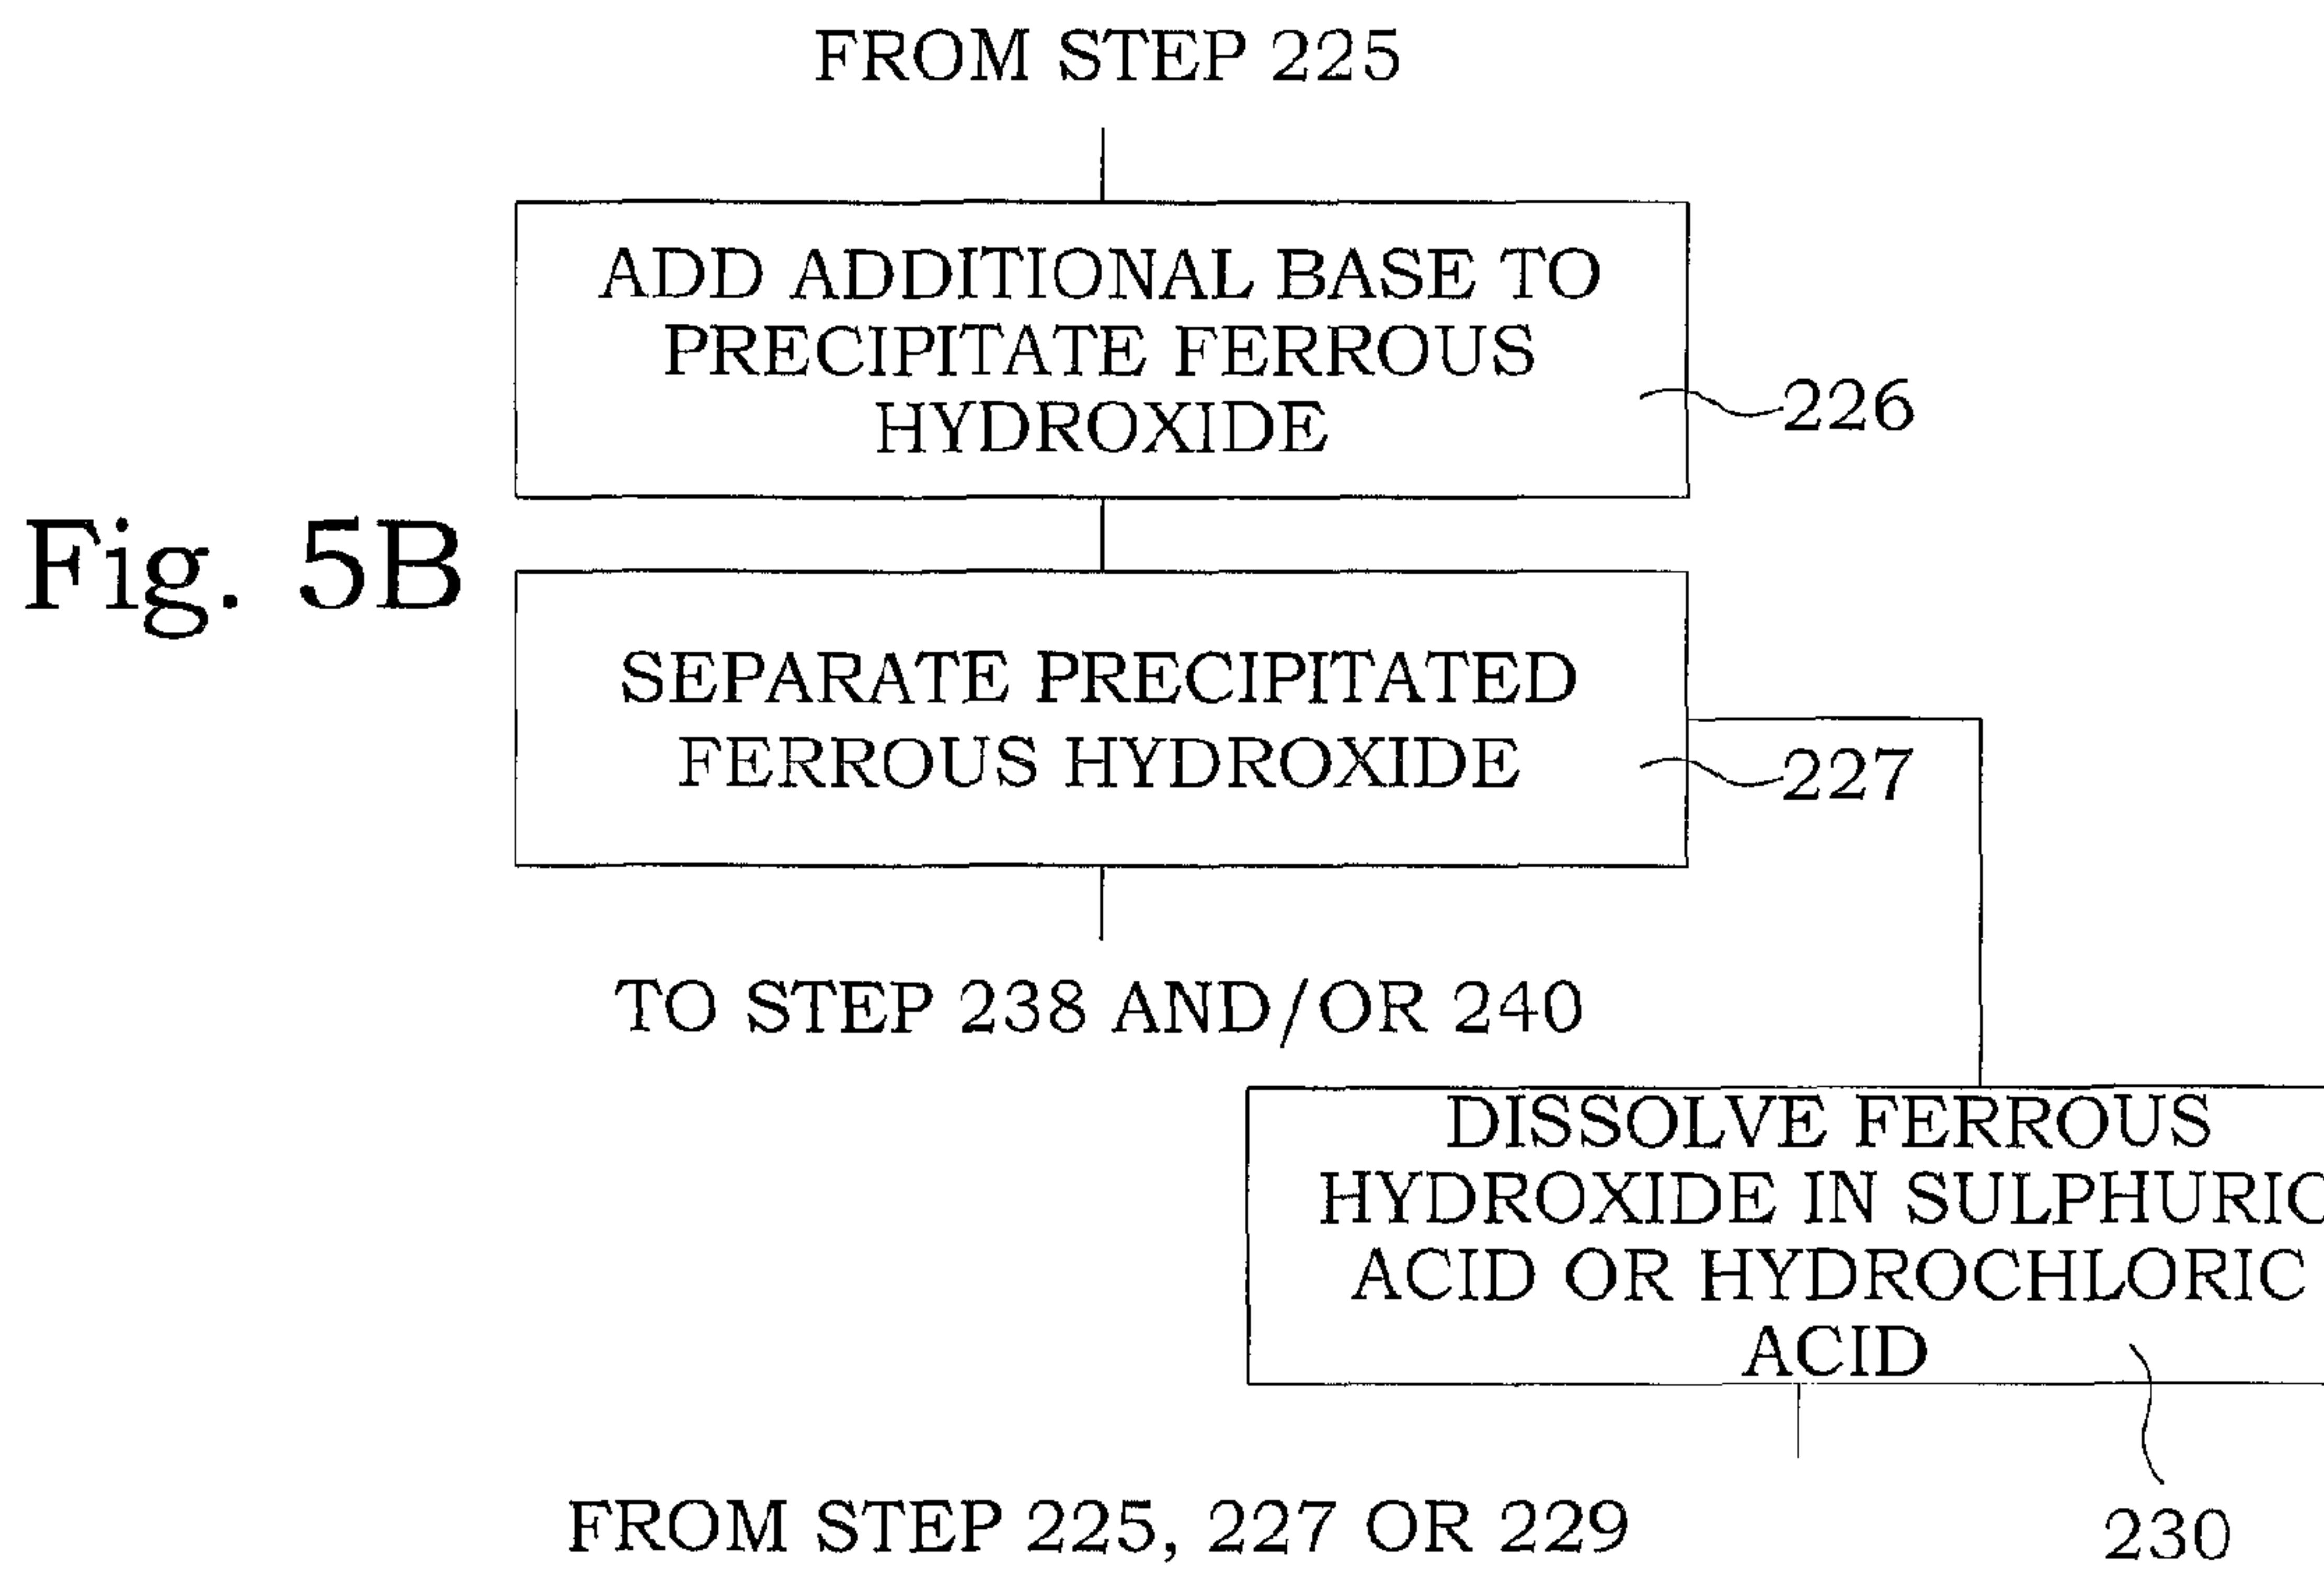 FROM STEP 225
ADD ADDITIONAL BASE TO
PRECIPITATE FERROUS
HYDROXIDE
226
Fig. 5B
SEPARATE PRECIPITATED
FERROUS HYDROXIDE
227
TO STEP 238 AND/OR 240
DISSOLVE FERROUS
HYDROXIDE IN SULPHURIC
ACID OR HYDROCHLORIC
ACID
FROM STEP 225, 227 OR 229
230